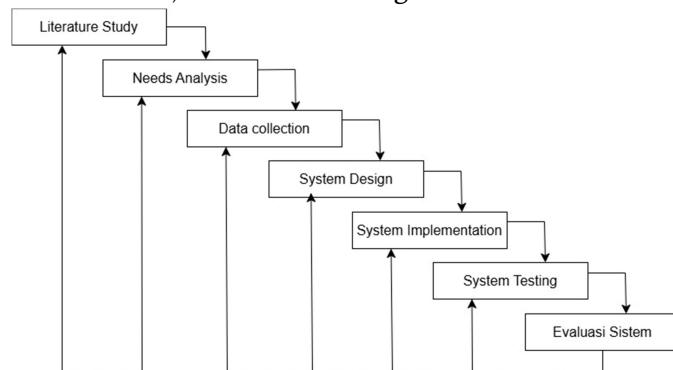 Literature Study
Needs Analysis
Data collection
System Design
System Implementation
System Testing
Evaluasi Sistem